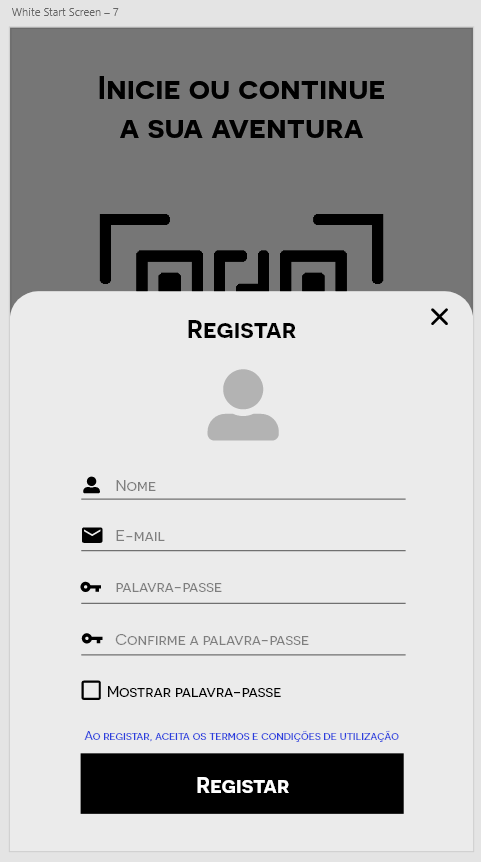 White Start Screen – 7
Inicie ou continue
a sua aventura
Registar
Nome
E-mail
palavra-passe
Confirme a palavra-passe
Mostrar palavra-passe
Ao registar, aceita os termos e condições de utilização
Registar